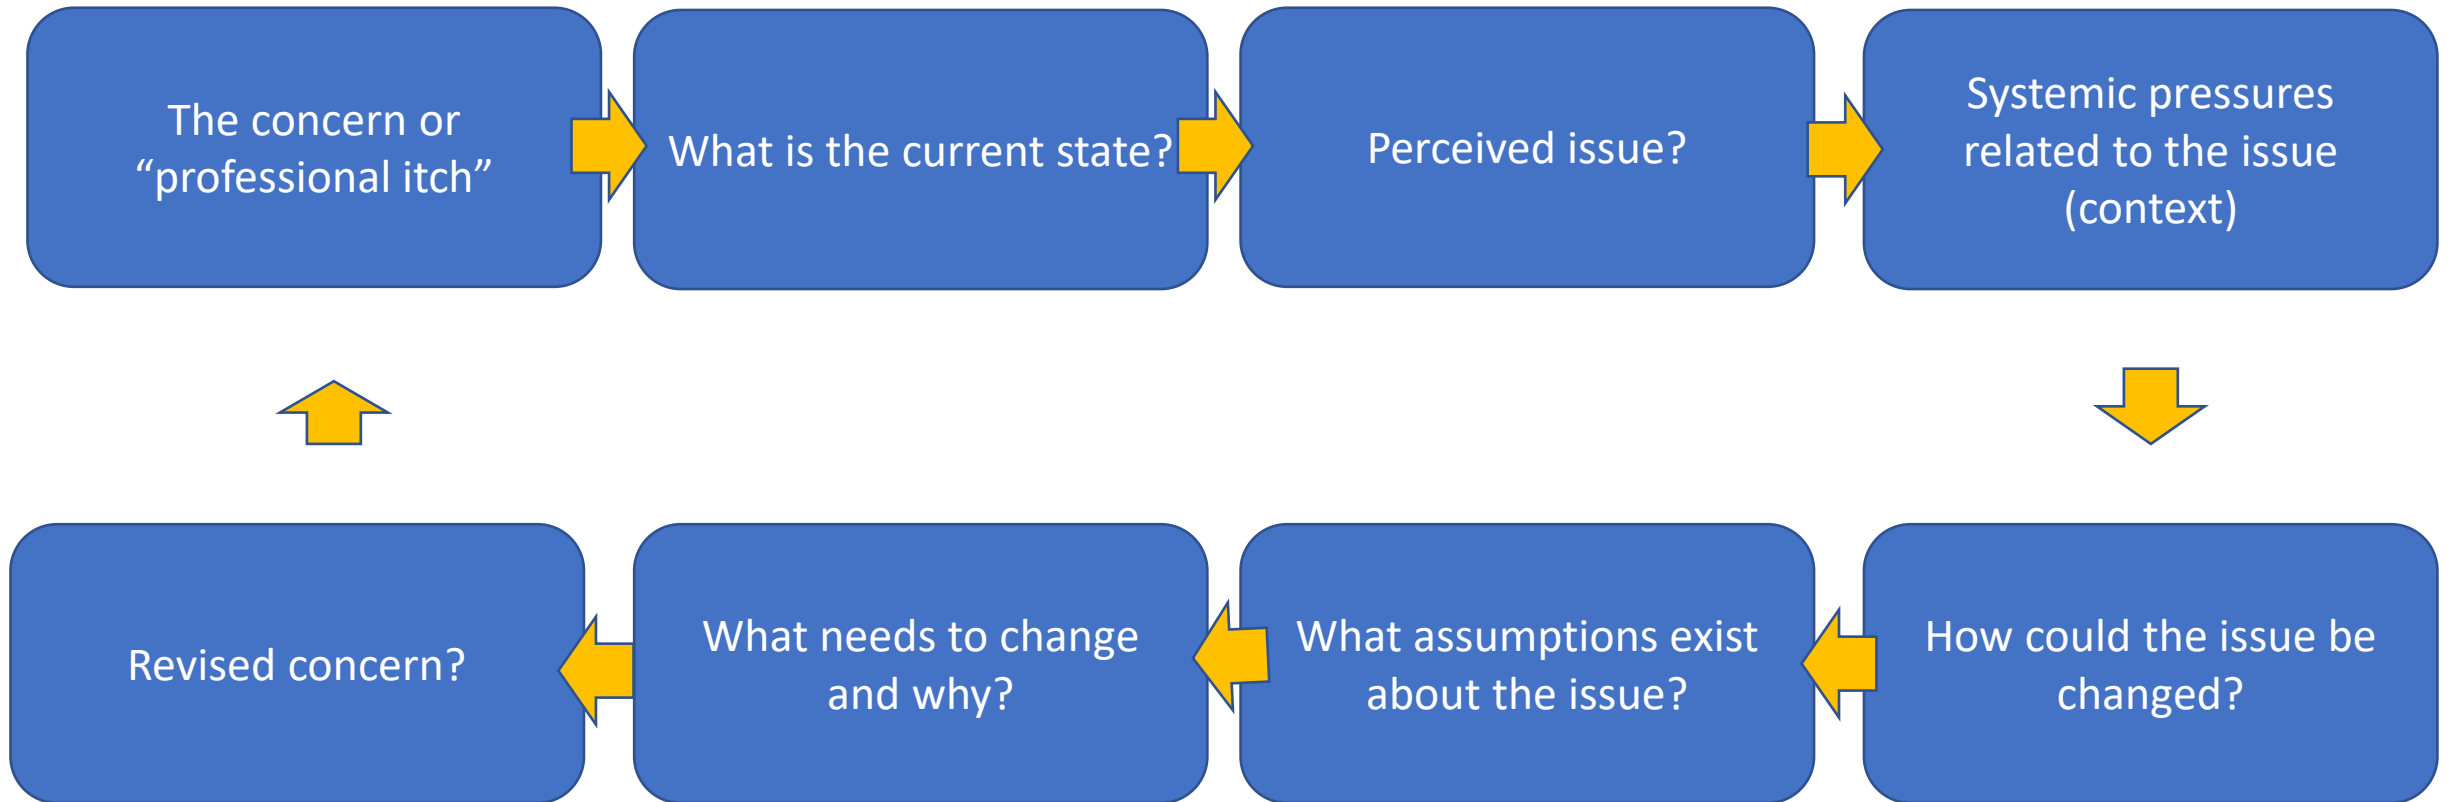 The concern or
“professional itch”
What is the current state?
Perceived issue?
Systemic pressures
related to the issue
(context)
How could the issue be
changed?
What assumptions exist
about the issue?
What needs to change
and why?
Revised concern?